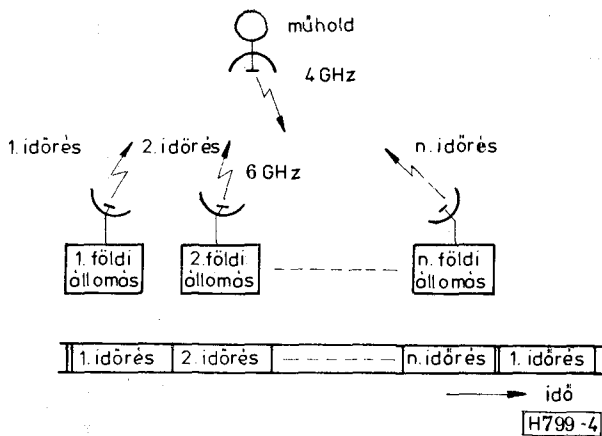 műhold
4 GHz
1. időrés
2. időrés
n. időrés
6 GHz
1. földi
állomás
2. földi
állomás
n. földi
állomás
1. időrés
2. időrés
n. időrés
1. időrés
idő
H799-4